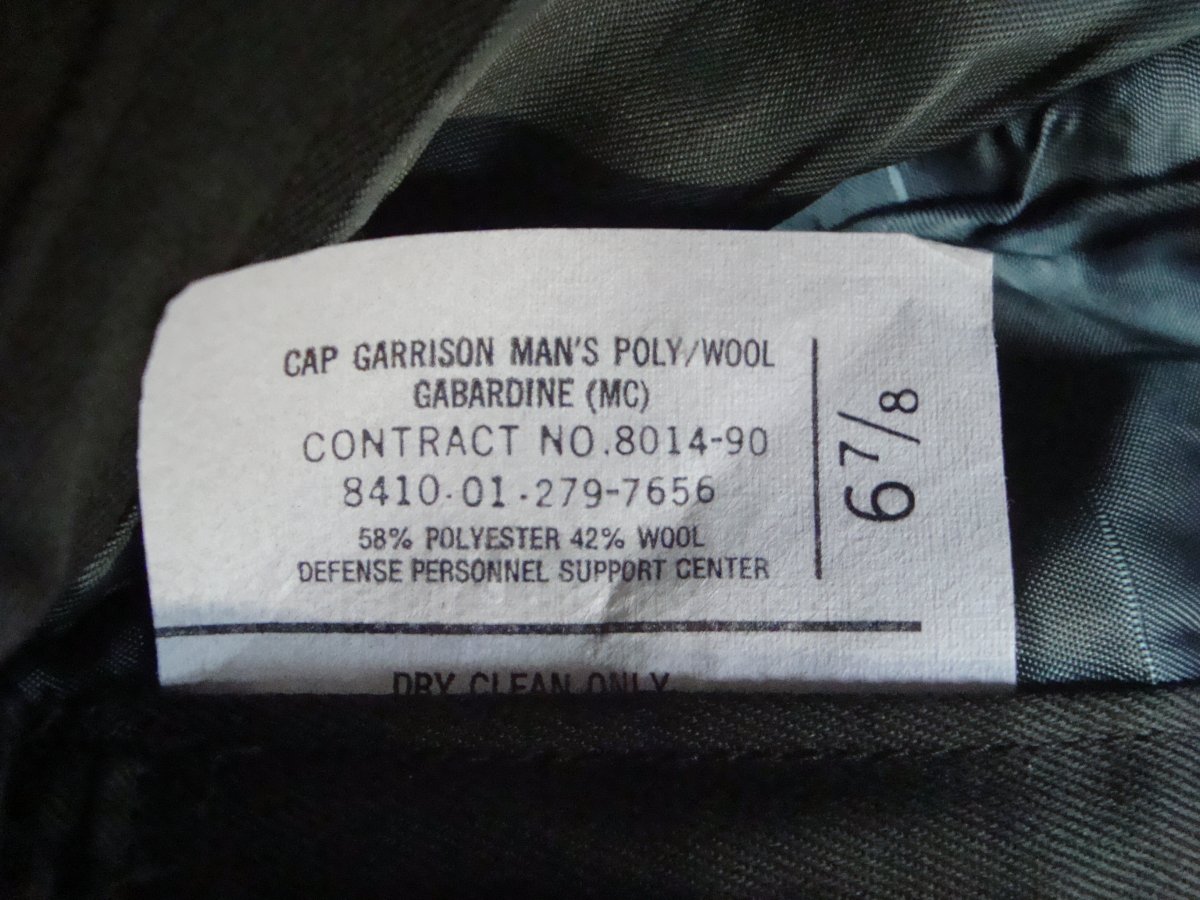 CAP GARRISON MAN'S POLY/WOOL
GABARDINE (MC)
CONTRACT NO.8014-90
8410-01-279-7656
58% POLYESTER 42% WOOL
DEFENSE PERSONNEL SUPPORT CENTER
6 7/8
DRY CLEAN ONLY